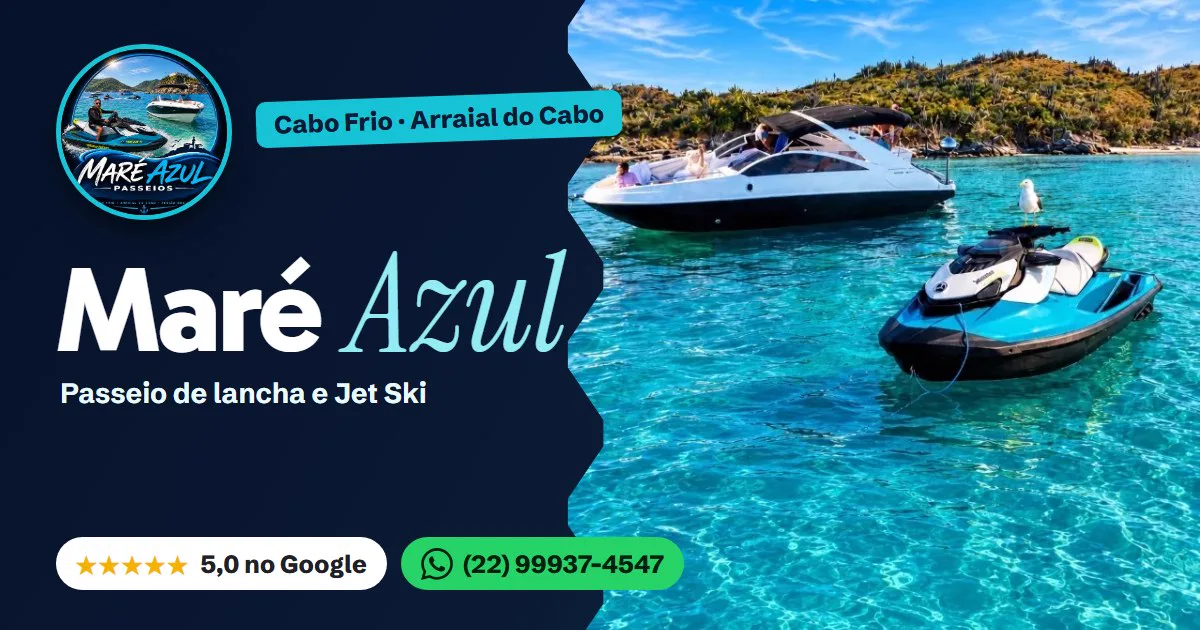 MARÉ AZUL
PASSEIOS
Cabo Frio · Arraial do Cabo
Maré Azul
Passeio de lancha e Jet Ski
5,0 no Google
(22) 99937-4547